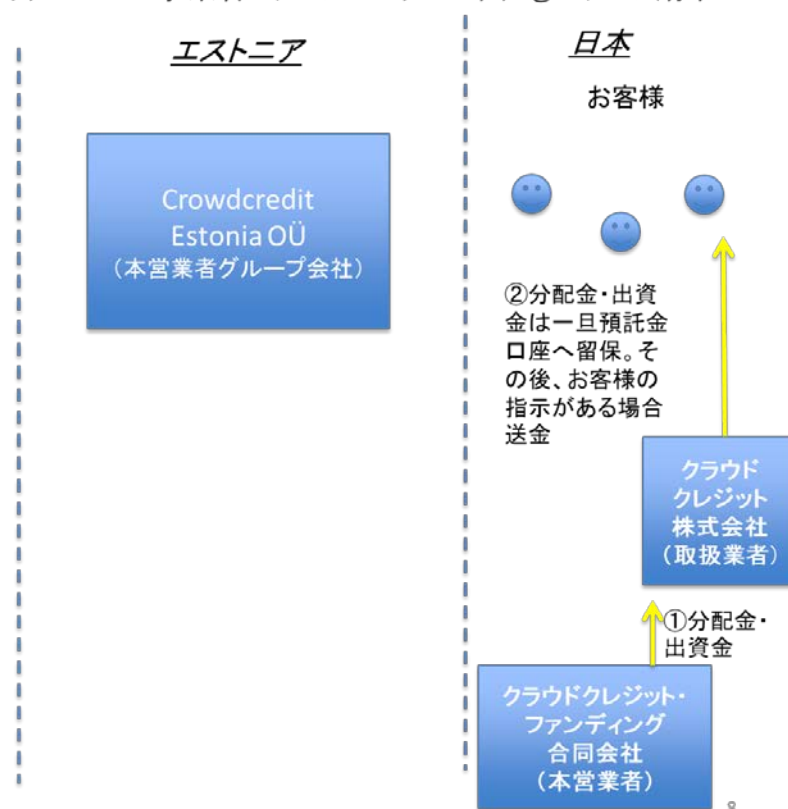 エストニア
日本
お客様
Crowdcredit
Estonia OÜ
（本営業者グループ会社）
②分配金・出資
金は一旦預託金
口座へ留保。そ
の後、お客様の
指示がある場合
送金
クラウド
クレジット
株式会社
（取扱業者）
①分配金・
出資金
クラウドクレジット・
ファンディング
合同会社
（本営業者）